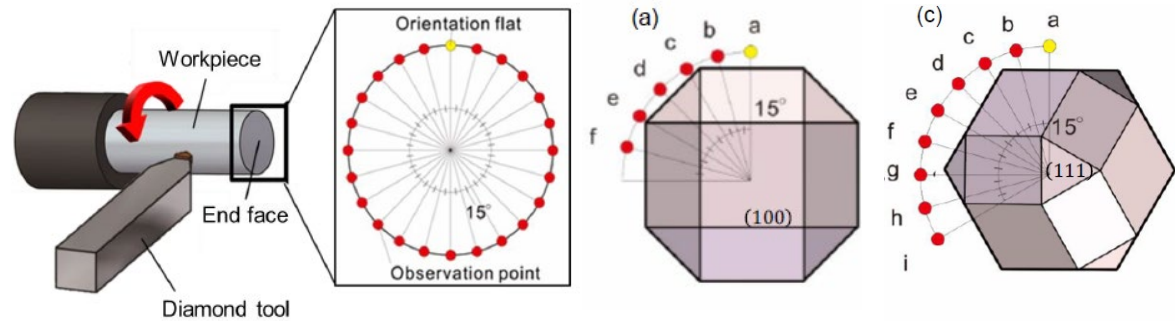 Workpiece
End face
Diamond tool
Orientation flat
15°
Observation point
(a)
a
b
c
d
e
f
15°
(100)
(c)
a
b
c
d
e
f
g
h
i
15°
(111)